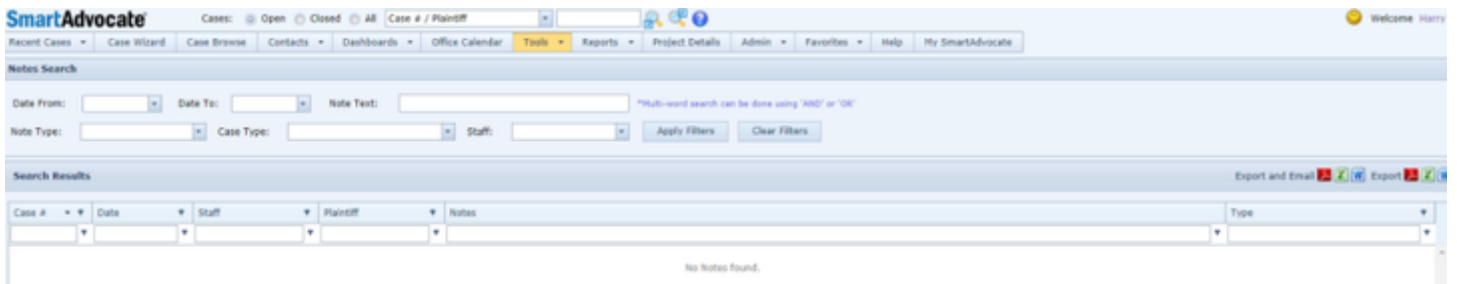 SmartAdvocate Cases: Open Closed All Case # / Plaintiff Welcome Harry
Recent Cases Case Wizard Case Browse Contacts Dashboards Office Calendar Tools Reports Project Details Admin Favorites Help My SmartAdvocate
Notes Search
Date From: Date To: Note Text: *Multi-word search can be done using 'AND' or 'OR'
Note Type: Case Type: Staff: Apply Filters Clear Filters
Search Results Export and Email Export
Case # Date Staff Plaintiff Notes Type
No Notes found.